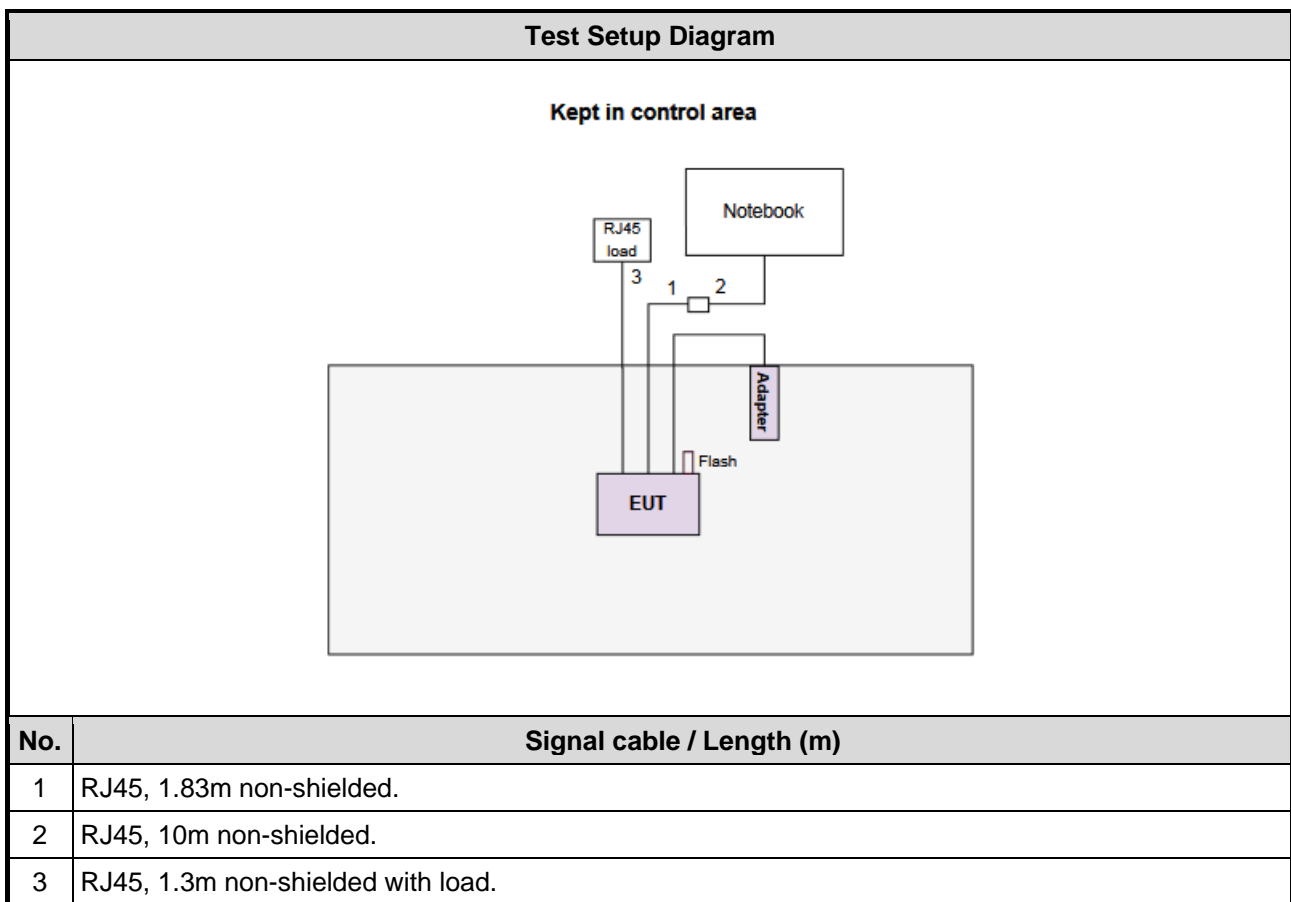 Test Setup Diagram
Kept in control area
Notebook
RJ45
load
3
1
2
Adapter
Flash
EUT
No. Signal cable / Length (m)
1 RJ45, 1.83m non-shielded.
2 RJ45, 10m non-shielded.
3 RJ45, 1.3m non-shielded with load.